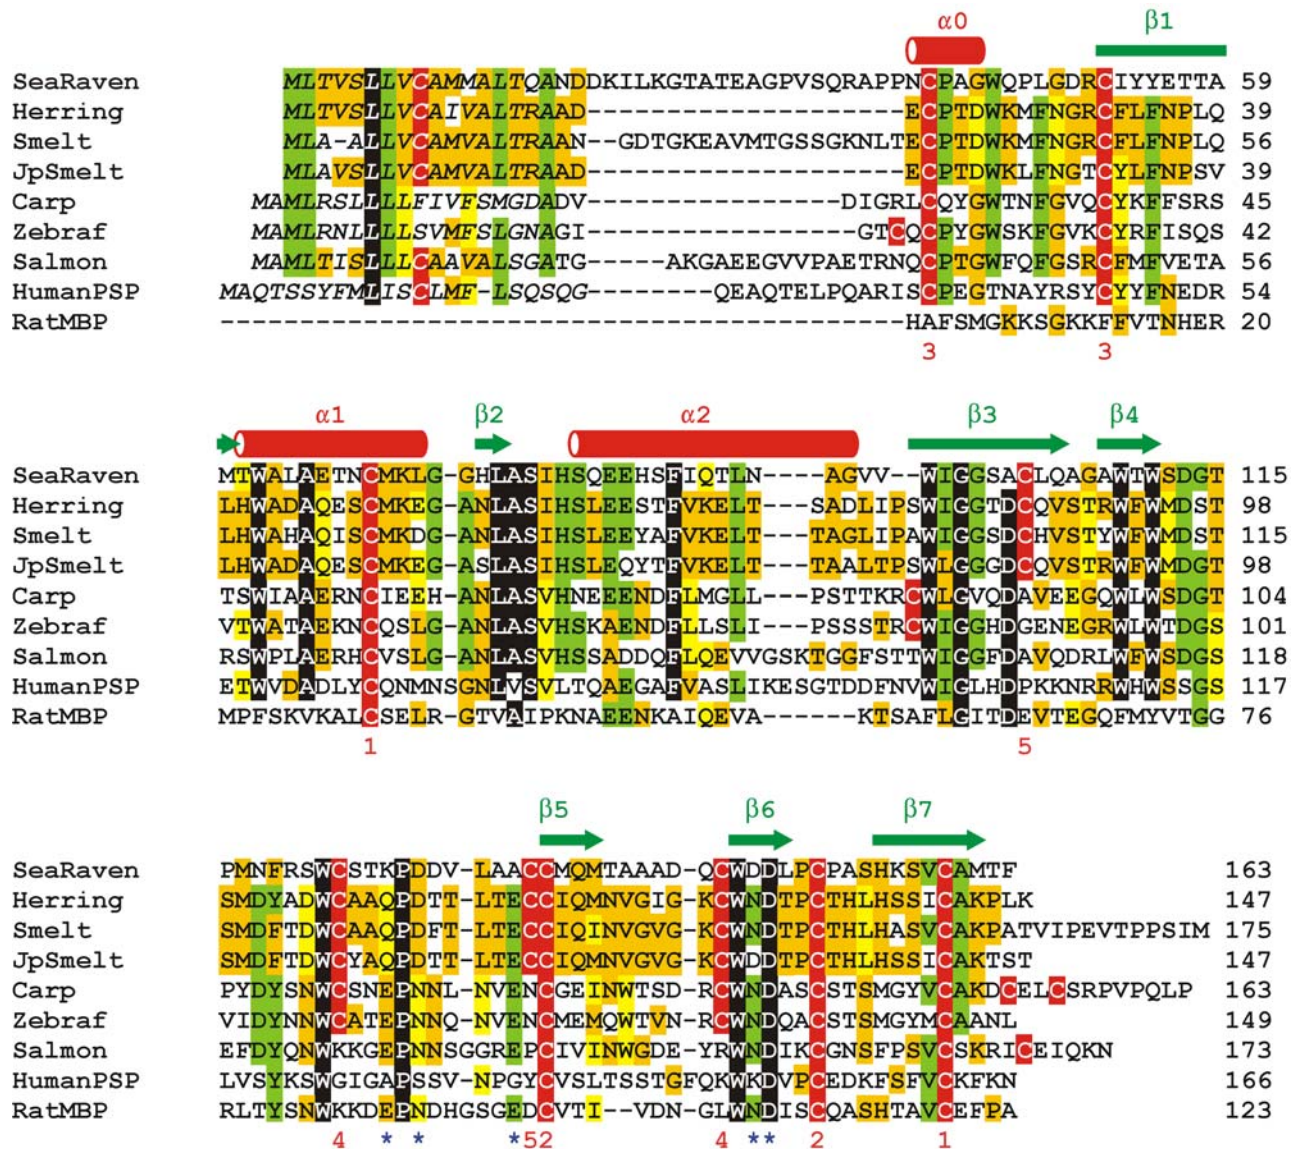 α0 β1
SeaRaven MLTVSLLVCAMMALTQANDDKILKGTATEAGPVSQRAPPNCPAGWQPLGDRCIYYETTA 59
Herring MLTVSLLVCAIVALTRAAD--------------------ECPTDWKMFNGRCFLFNPLQ 39
Smelt MLA-ALLVCAMVALTRAAN--GDTGKEAVMTGSSGKNLTECPTDWKMFNGRCFLFNPLQ 56
JpSmelt MLAVSLLVCAMVALTRAAD--------------------ECPTDWKLFNGTCYLFNPSV 39
Carp MAMLRSLLLLLFIVFSMGDADV----------------DIGRLCQYGWTNFGVQCYKFFSRS 45
Zebraf MAMLRNLLLLLSVMFSLGNAGI-----------------GTCQCPYGWSKFGVKCYRFISQS 42
Salmon MAMLTISLLLCAAVALSGATG-------AKGAEEGVVPAETRNQCPTGWFQFGSRCFMFVETA 56
HumanPSP MAQTSSYFMLISCLMF-LSQSQG--------QEAQTELPQARISCPEGTNAYRSYCYYFNEDR 54
RatMBP -------------------------------------------HAFSMGKKSGKKFFVTNHER 20
3 3
α1 β2 α2 β3 β4
SeaRaven MTWALAETNCMKLG-GHLASIHSQEEHSFIQTLN----AGVV--WIGGSACLQAGAWTWSDGT 115
Herring LHWADAQESCMKEG-ANLASIHSLEESTFVKELT----SADLIPSWIGGTDCQVSTRWFWMDST 98
Smelt LHWAHAQISCMKDG-ANLASIHSLEEYAFVKELT----TAGLIPAWIGGSDCHVSTYWFWMDST 115
JpSmelt LHWADAQESCMKEG-ASLASIHSLEQYTFVKELT----TAALTPSWLGGGDCQVSTRWFWMDGT 98
Carp TSWIAAERNCIEEH-ANLASVHNEEENDFLMGLL---PSTTKRCWLGVQDAVEEGQWLWSDGT 104
Zebraf VTWATAEKNCQSLG-ANLASVHSKAENDFLLSLI---PSSSTRCWIGGHDGENEGRWLWTDGS 101
Salmon RSWPLAERHCVSLG-ANLASVHSSADDQFLQEVVGSKTGGFSTTWIGGFDAVQDRLWFWSDGS 118
HumanPSP ETWVDADLYCQNMNSGNLVSVLTQAEGAFVASLIKESGTDDFNVWIGLHDPKKNRRWHWSSGS 117
RatMBP MPFSKVKALCSELR-GTVAIPKNAEENKAIQEVA------KTSAFLGITDEVTEGQFMYVTGG 76
1 5
β5 β6 β7
SeaRaven PMNFRSWCSTKPDDV-LAACCMQMTAAAD-QCWDDLPCPASHKSVCAMTF 163
Herring SMDYADWCAAQPDTT-LTECCIQMNVGIG-KCWNDTPCTHLHSSICAKPLK 147
Smelt SMDFTDWCAAQPDFT-LTECCIQINVGVG-KCWNDTPCTHLHASVCAKPATVIPEVTPPSIM 175
JpSmelt SMDFTDWCYAQPDTT-LTECCIQMNVGVG-KCWDDTPCTHLHSSICAKTST 147
Carp PYDYSNWCSNEPNNL-NVENCGEINWTSD-RCWNDASCSTSMGYVCAKDCELCSRPVPQLP 163
Zebraf VIDYNNWCATEPNNQ-NVENCMEMQWTVN-RCWNDQACSTSMGYMCAANL 149
Salmon EFDYQNWKKGEPNNSGGREPCIVINWGDE-YRWNDIKCGNSFPSVCSKRICEIQKN 173
HumanPSP LVSYKSWGIGAPSSVNPGYCVSLTSSTGFQKWKDVPCEDKFSFVCKFKN 166
RatMBP RLTYSNWKKDEPNDHGSGEDCVTI--VDN-GLWNDISCQASHTAVCEFPA 123
4 * * * 52 4 ** 2 1